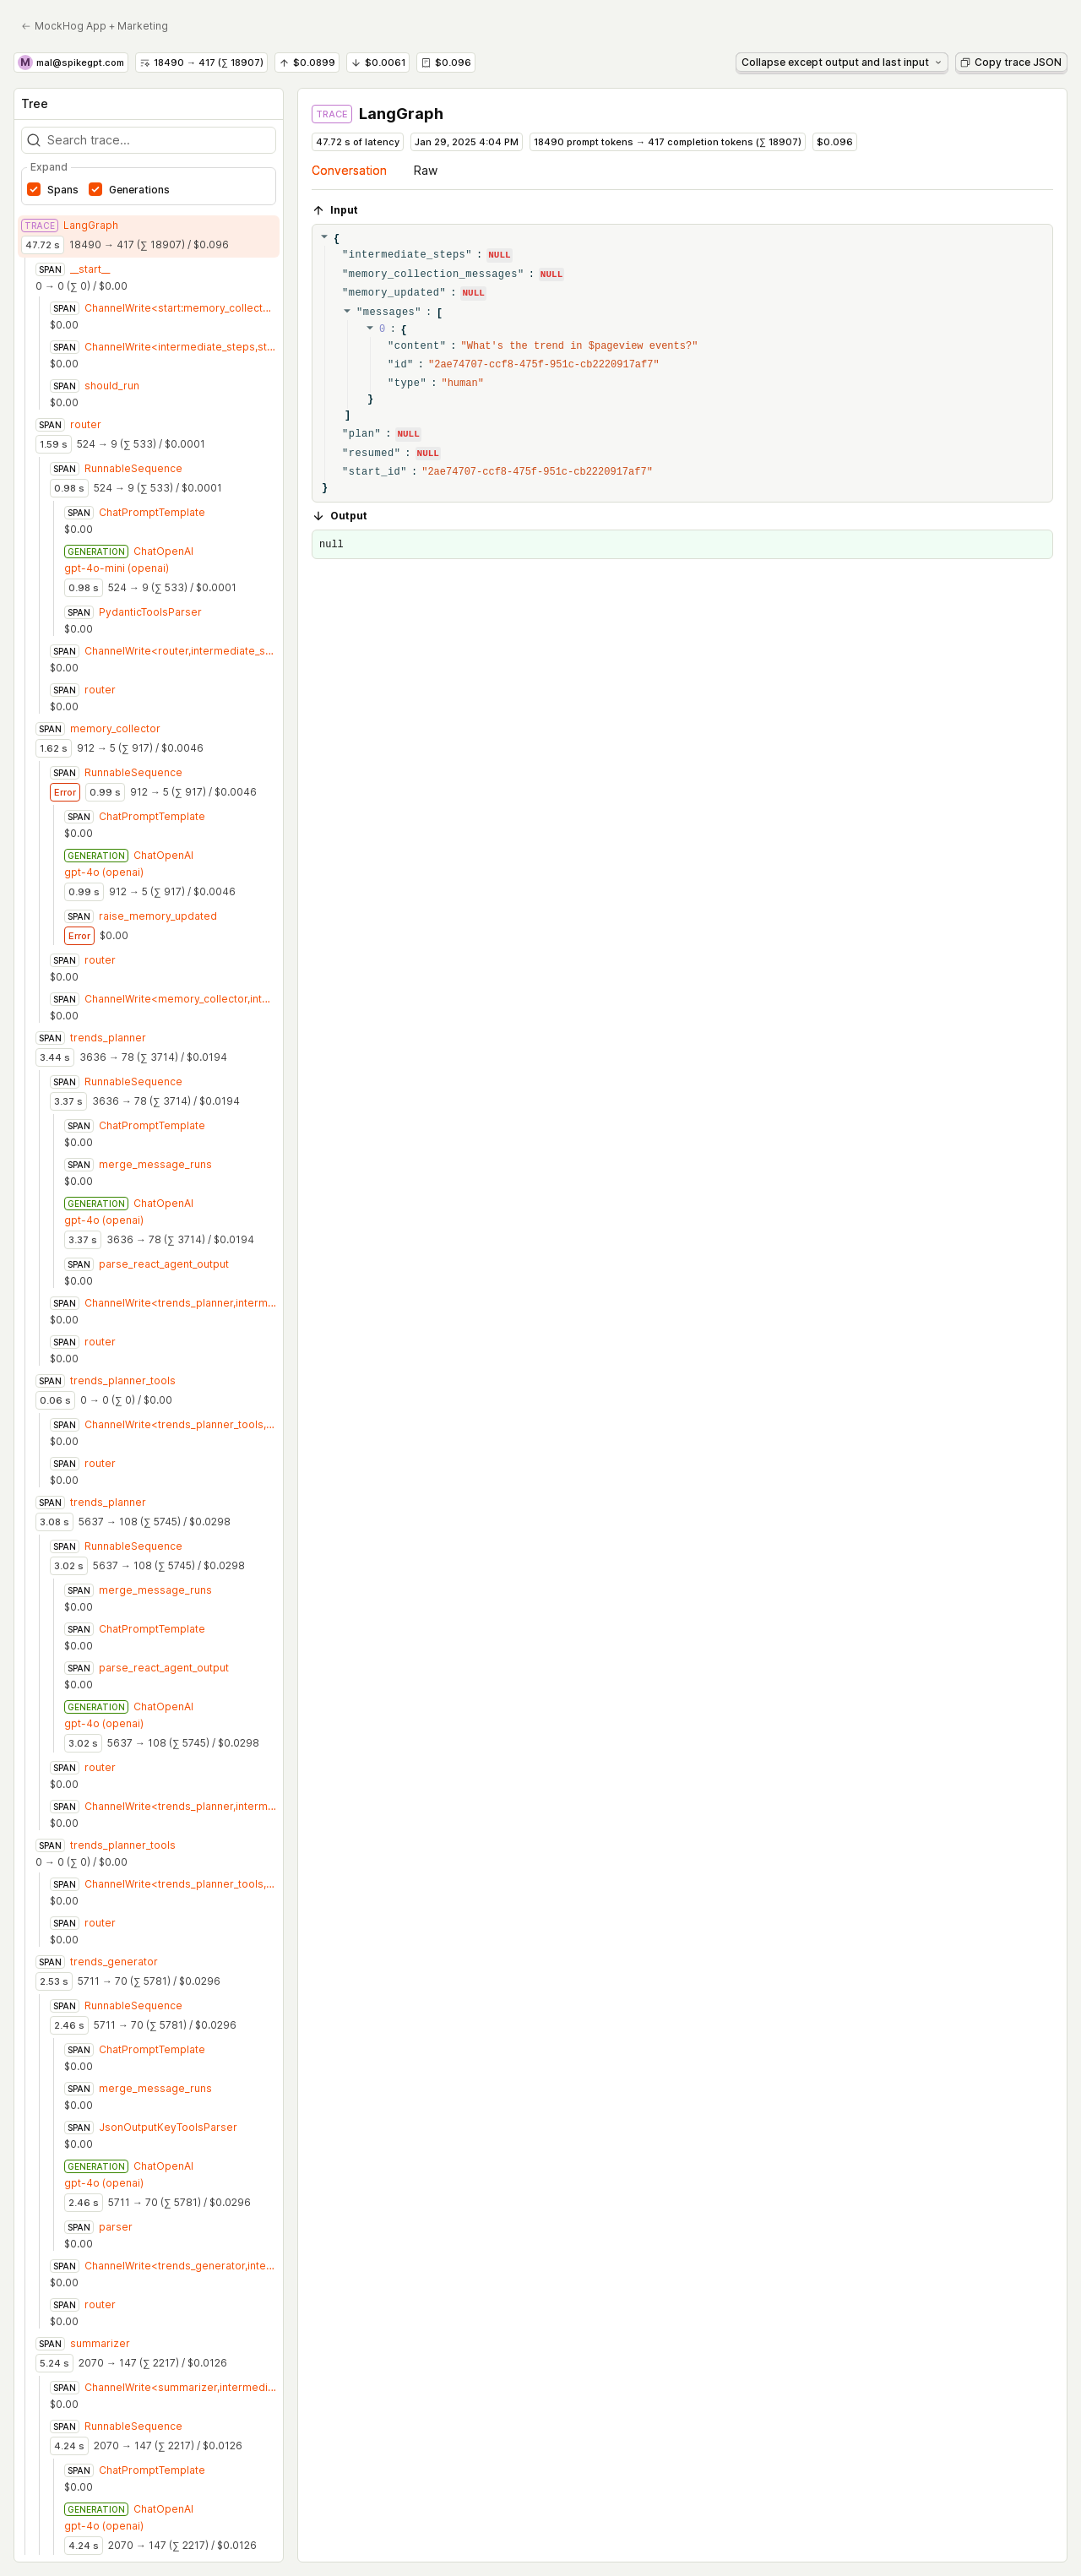 ← MockHog App + Marketing
M mal@spikegpt.com
18490 → 417 (∑ 18907)
↑ $0.0899
↓ $0.0061
$0.096
Collapse except output and last input
Copy trace JSON
Tree
Search trace...
Expand
Spans
Generations
TRACE LangGraph
47.72 s 18490 → 417 (∑ 18907) / $0.096
SPAN __start__
0 → 0 (∑ 0) / $0.00
SPAN ChannelWrite<start:memory_collect...
$0.00
SPAN ChannelWrite<intermediate_steps,st...
$0.00
SPAN should_run
$0.00
SPAN router
1.59 s 524 → 9 (∑ 533) / $0.0001
SPAN RunnableSequence
0.98 s 524 → 9 (∑ 533) / $0.0001
SPAN ChatPromptTemplate
$0.00
GENERATION ChatOpenAI
gpt-4o-mini (openai)
0.98 s 524 → 9 (∑ 533) / $0.0001
SPAN PydanticToolsParser
$0.00
SPAN ChannelWrite<router,intermediate_s...
$0.00
SPAN router
$0.00
SPAN memory_collector
1.62 s 912 → 5 (∑ 917) / $0.0046
SPAN RunnableSequence
Error 0.99 s 912 → 5 (∑ 917) / $0.0046
SPAN ChatPromptTemplate
$0.00
GENERATION ChatOpenAI
gpt-4o (openai)
0.99 s 912 → 5 (∑ 917) / $0.0046
SPAN raise_memory_updated
Error $0.00
SPAN router
$0.00
SPAN ChannelWrite<memory_collector,int...
$0.00
SPAN trends_planner
3.44 s 3636 → 78 (∑ 3714) / $0.0194
SPAN RunnableSequence
3.37 s 3636 → 78 (∑ 3714) / $0.0194
SPAN ChatPromptTemplate
$0.00
SPAN merge_message_runs
$0.00
GENERATION ChatOpenAI
gpt-4o (openai)
3.37 s 3636 → 78 (∑ 3714) / $0.0194
SPAN parse_react_agent_output
$0.00
SPAN ChannelWrite<trends_planner,interm...
$0.00
SPAN router
$0.00
SPAN trends_planner_tools
0.06 s 0 → 0 (∑ 0) / $0.00
SPAN ChannelWrite<trends_planner_tools,...
$0.00
SPAN router
$0.00
SPAN trends_planner
3.08 s 5637 → 108 (∑ 5745) / $0.0298
SPAN RunnableSequence
3.02 s 5637 → 108 (∑ 5745) / $0.0298
SPAN merge_message_runs
$0.00
SPAN ChatPromptTemplate
$0.00
SPAN parse_react_agent_output
$0.00
GENERATION ChatOpenAI
gpt-4o (openai)
3.02 s 5637 → 108 (∑ 5745) / $0.0298
SPAN router
$0.00
SPAN ChannelWrite<trends_planner,interm...
$0.00
SPAN trends_planner_tools
0 → 0 (∑ 0) / $0.00
SPAN ChannelWrite<trends_planner_tools,...
$0.00
SPAN router
$0.00
SPAN trends_generator
2.53 s 5711 → 70 (∑ 5781) / $0.0296
SPAN RunnableSequence
2.46 s 5711 → 70 (∑ 5781) / $0.0296
SPAN ChatPromptTemplate
$0.00
SPAN merge_message_runs
$0.00
SPAN JsonOutputKeyToolsParser
$0.00
GENERATION ChatOpenAI
gpt-4o (openai)
2.46 s 5711 → 70 (∑ 5781) / $0.0296
SPAN parser
$0.00
SPAN ChannelWrite<trends_generator,inte...
$0.00
SPAN router
$0.00
SPAN summarizer
5.24 s 2070 → 147 (∑ 2217) / $0.0126
SPAN ChannelWrite<summarizer,intermedi...
$0.00
SPAN RunnableSequence
4.24 s 2070 → 147 (∑ 2217) / $0.0126
SPAN ChatPromptTemplate
$0.00
GENERATION ChatOpenAI
gpt-4o (openai)
4.24 s 2070 → 147 (∑ 2217) / $0.0126
TRACE LangGraph
47.72 s of latency
Jan 29, 2025 4:04 PM
18490 prompt tokens → 417 completion tokens (∑ 18907)
$0.096
Conversation Raw
↑ Input
{
"intermediate_steps" : NULL
"memory_collection_messages" : NULL
"memory_updated" : NULL
"messages" : [
0 : {
"content" : "What's the trend in $pageview events?"
"id" : "2ae74707-ccf8-475f-951c-cb2220917af7"
"type" : "human"
}
]
"plan" : NULL
"resumed" : NULL
"start_id" : "2ae74707-ccf8-475f-951c-cb2220917af7"
}
↓ Output
null